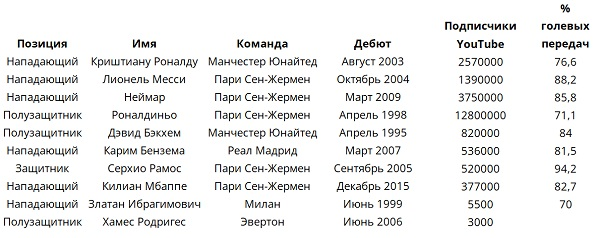 %
Подписчики голевых
Позиция Имя Команда Дебют YouTube передач
Нападающий Криштиану Роналду Манчестер Юнайтед Август 2003 2570000 76,6
Нападающий Лионель Месси Пари Сен-Жермен Октябрь 2004 1390000 88,2
Нападающий Неймар Пари Сен-Жермен Март 2009 3750000 85,8
Полузащитник Роналдиньо Пари Сен-Жермен Апрель 1998 12800000 71,1
Полузащитник Дэвид Бэкхем Манчестер Юнайтед Апрель 1995 820000 84
Нападающий Карим Бензема Реал Мадрид Март 2007 536000 81,5
Защитник Серхио Рамос Пари Сен-Жермен Сентябрь 2005 520000 94,2
Нападающий Килиан Мбаппе Пари Сен-Жермен Декабрь 2015 377000 82,7
Нападающий Златан Ибрагимович Милан Июнь 1999 5500 70
Полузащитник Хамес Родригес Эвертон Июнь 2006 3000